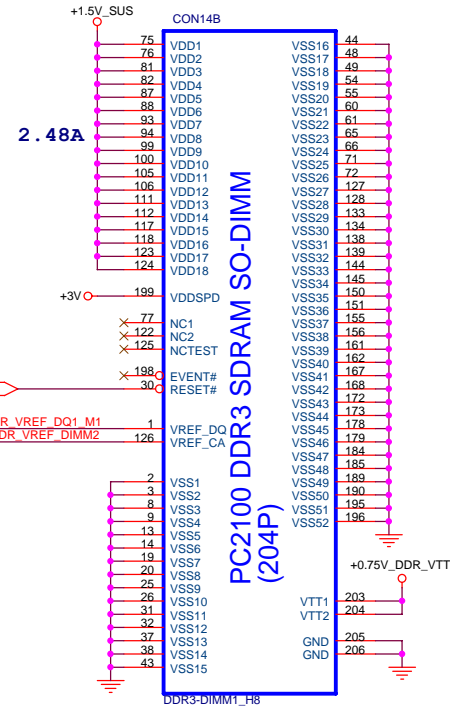 +1.5V_SUS
CON14B
2.48A
75 VDD1
76 VDD2
81 VDD3
82 VDD4
87 VDD5
88 VDD6
93 VDD7
94 VDD8
99 VDD9
100 VDD10
105 VDD11
106 VDD12
111 VDD13
112 VDD14
117 VDD15
118 VDD16
123 VDD17
124 VDD18
+3V 199 VDDSPD
77 NC1
122 NC2
125 NCTEST
198 EVENT#
30 RESET#
R_VREF_DQ1_M1 1 VREF_DQ
DR_VREF_DIMM2 126 VREF_CA
2 VSS1
3 VSS2
8 VSS3
9 VSS4
13 VSS5
14 VSS6
19 VSS7
20 VSS8
25 VSS9
26 VSS10
31 VSS11
32 VSS12
37 VSS13
38 VSS14
43 VSS15
PC2100 DDR3 SDRAM SO-DIMM
(204P)
VSS16 44
VSS17 48
VSS18 49
VSS19 54
VSS20 55
VSS21 60
VSS22 61
VSS23 65
VSS24 66
VSS25 71
VSS26 72
VSS27 127
VSS28 128
VSS29 133
VSS30 134
VSS31 138
VSS32 139
VSS33 144
VSS34 145
VSS35 150
VSS36 151
VSS37 155
VSS38 156
VSS39 161
VSS40 162
VSS41 167
VSS42 168
VSS43 172
VSS44 173
VSS45 178
VSS46 179
VSS47 184
VSS48 185
VSS49 189
VSS50 190
VSS51 195
VSS52 196
+0.75V_DDR_VTT
VTT1 203
VTT2 204
GND 205
GND 206
DDR3-DIMM1_H8